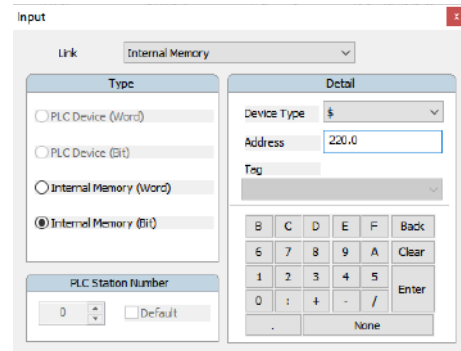 Input
x
Link Internal Memory
Type
PLC Device (Word)
PLC Device (Bit)
Internal Memory (Word)
Internal Memory (Bit)
PLC Station Number
0 Default
Detail
Device Type $
Address 220.0
Tag
B C D E F Back
6 7 8 9 A Clear
1 2 3 4 5 Enter
0 : + - /
. None